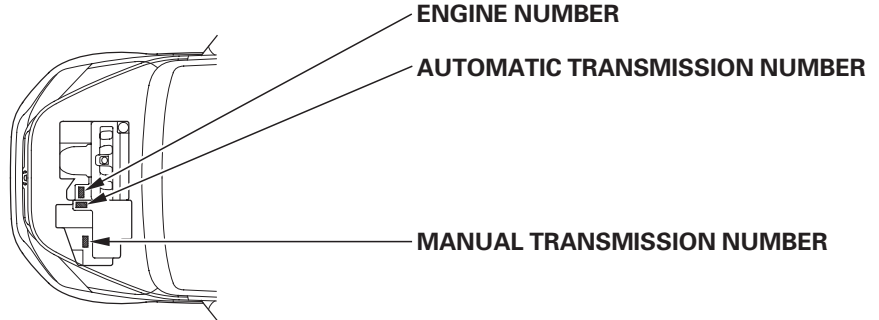 ENGINE NUMBER
AUTOMATIC TRANSMISSION NUMBER
MANUAL TRANSMISSION NUMBER